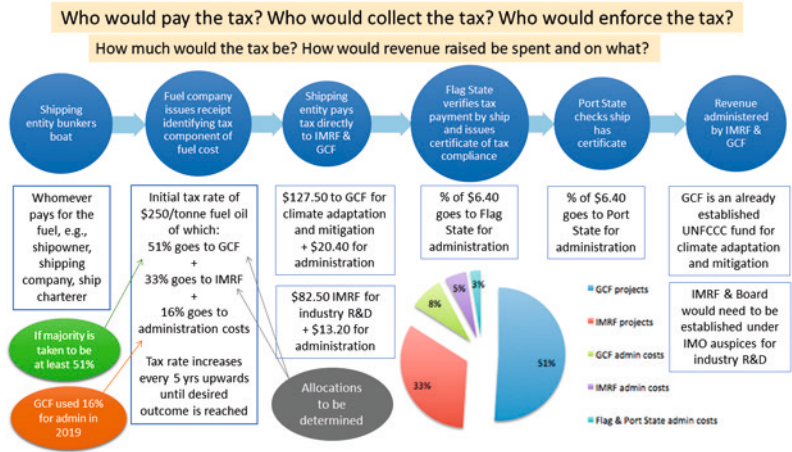 Who would pay the tax? Who would collect the tax? Who would enforce the tax?
How much would the tax be? How would revenue raised be spent and on what?
Shipping
entity bunkers
boat
Fuel company
issues receipt
identifying tax
component of
fuel cost
Shipping
entity pays
tax directly
to IMRF &
GCF
Flag State
verifies tax
payment by ship
and issues
certificate of tax
compliance
Port State
checks ship
has
certificate
Revenue
administered
by IMRF &
GCF
Whomever
pays for the
fuel, e.g.,
shipowner,
shipping
company, ship
charterer
Initial tax rate of
$250/tonne fuel oil
of which:
51% goes to GCF
+
33% goes to IMRF
+
16% goes to
administration costs
Tax rate increases
every 5 yrs upwards
until desired
outcome is reached
$127.50 to GCF for
climate adaptation
and mitigation
+ $20.40 for
administration
$82.50 IMRF for
industry R&D
+ $13.20 for
administration
% of $6.40
goes to Flag
State for
administration
% of $6.40
goes to Port
State for
administration
GCF is an already
established
UNFCCC fund for
climate adaptation
and mitigation
IMRF & Board
would need to be
established under
IMO auspices for
industry R&D
If majority is
taken to be
at least 51%
GCF used 16%
for admin in
2019
Allocations
to be
determined
51%
33%
8%
5%
3%
GCF projects
IMRF projects
GCF admin costs
IMRF admin costs
Flag & Port State admin costs